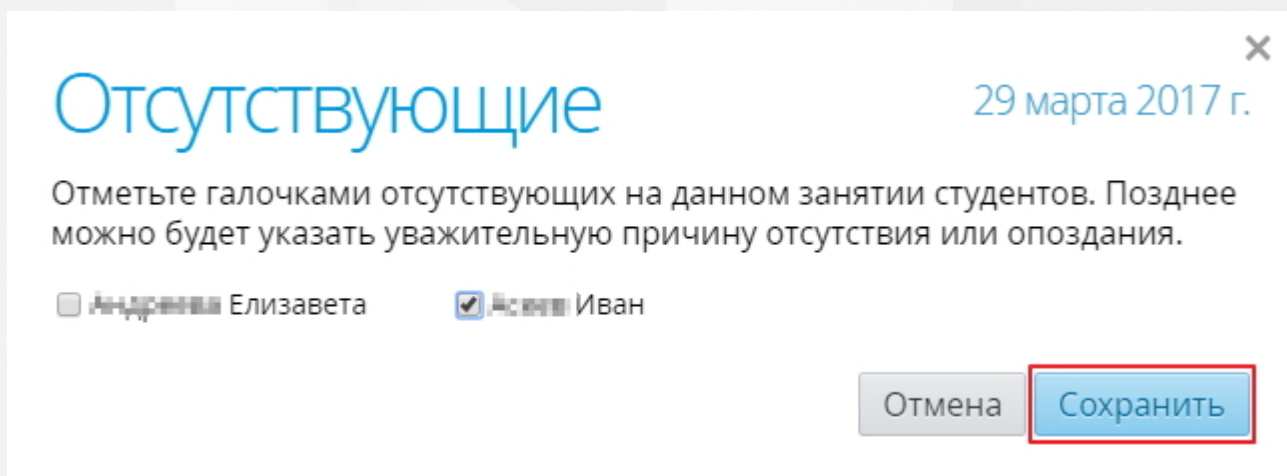 Отсутствующие
29 марта 2017 г.
Отметьте галочками отсутствующих на данном занятии студентов. Позднее
можно будет указать уважительную причину отсутствия или опоздания.
Елизавета Иван
Отмена Сохранить